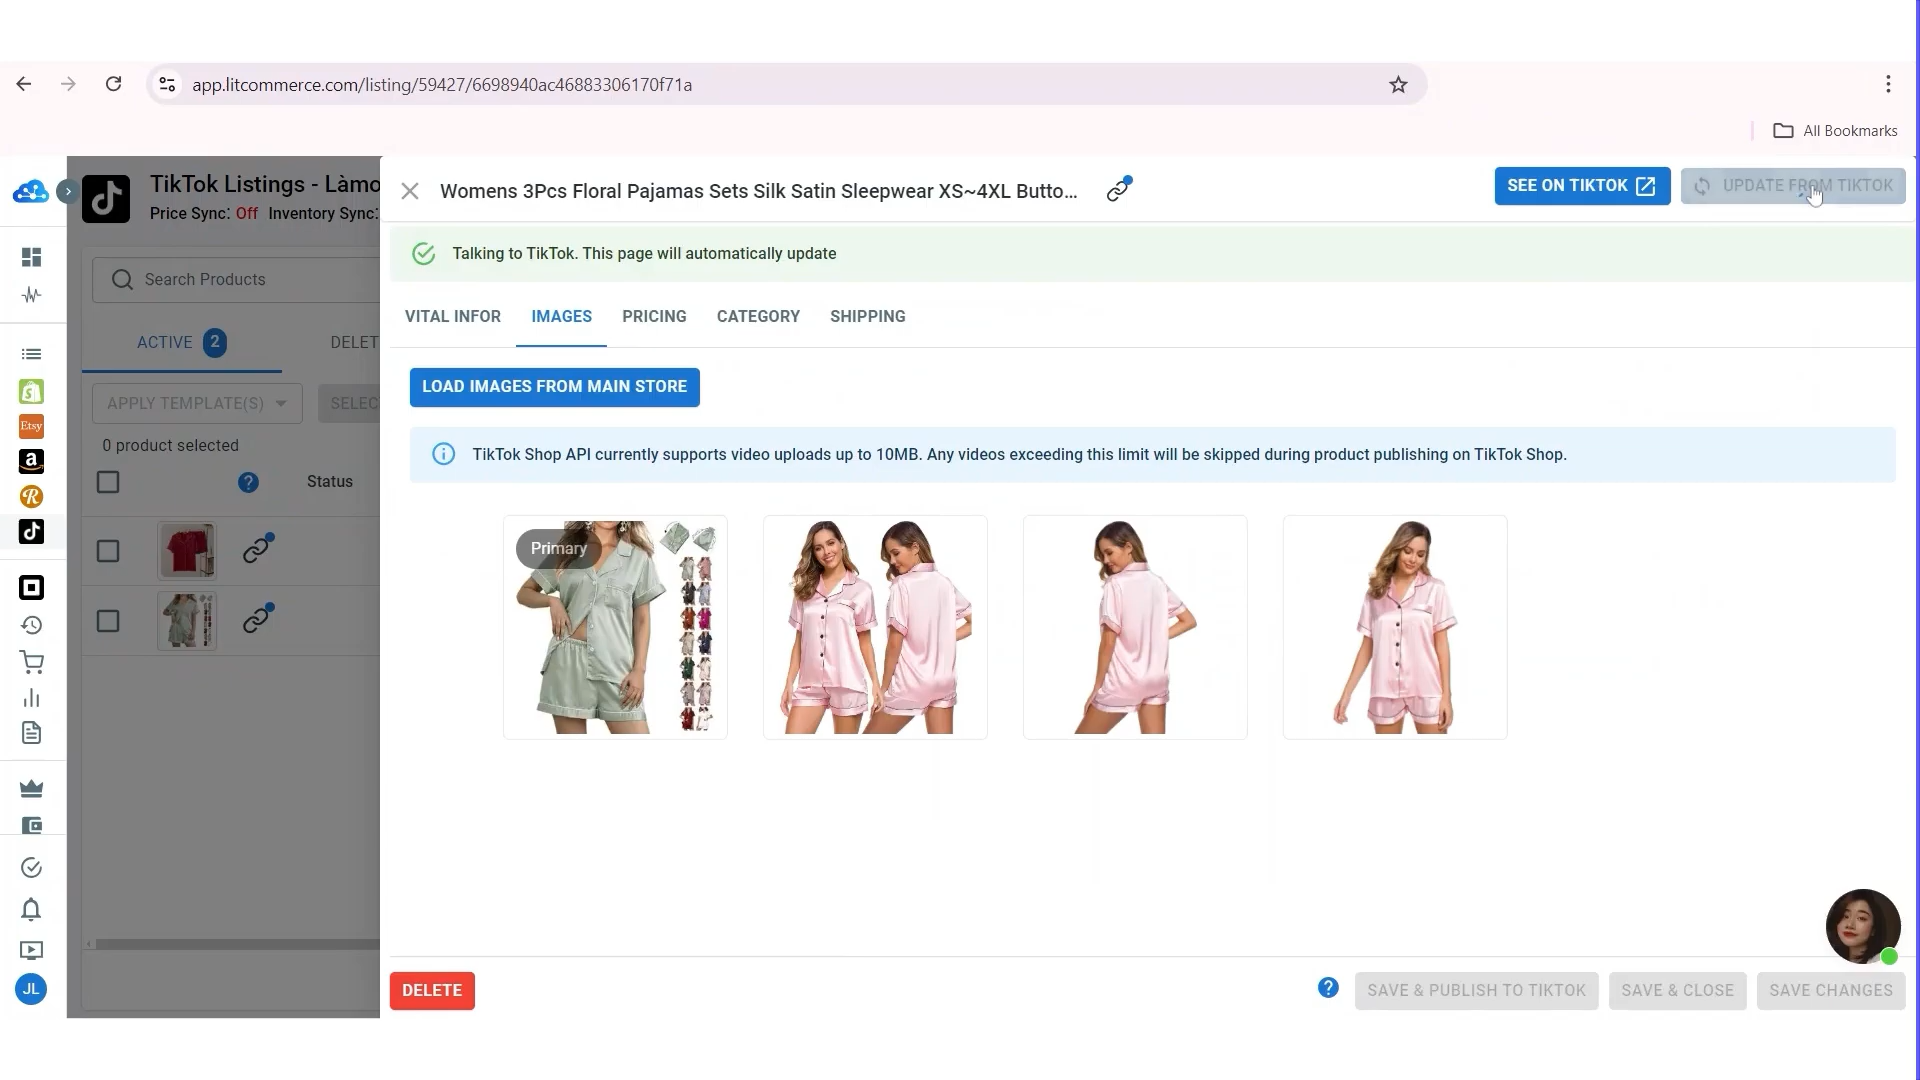 app.litcommerce.com/listing/59427/6698940ac46883306170f71a
All Bookmarks
TikTok Listings - Làmo
Price Sync: Off Inventory Sync:
Womens 3Pcs Floral Pajamas Sets Silk Satin Sleepwear XS~4XL Butto...
SEE ON TIKTOK
UPDATE FROM TIKTOK
Talking to TikTok. This page will automatically update
Search Products
VITAL INFOR
IMAGES
PRICING
CATEGORY
SHIPPING
ACTIVE 2
DELET
LOAD IMAGES FROM MAIN STORE
APPLY TEMPLATE(S)
SELEC
Etsy
0 product selected
TikTok Shop API currently supports video uploads up to 10MB. Any videos exceeding this limit will be skipped during product publishing on TikTok Shop.
a
? Status
R
Primary
JL
DELETE
?
SAVE & PUBLISH TO TIKTOK
SAVE & CLOSE
SAVE CHANGES